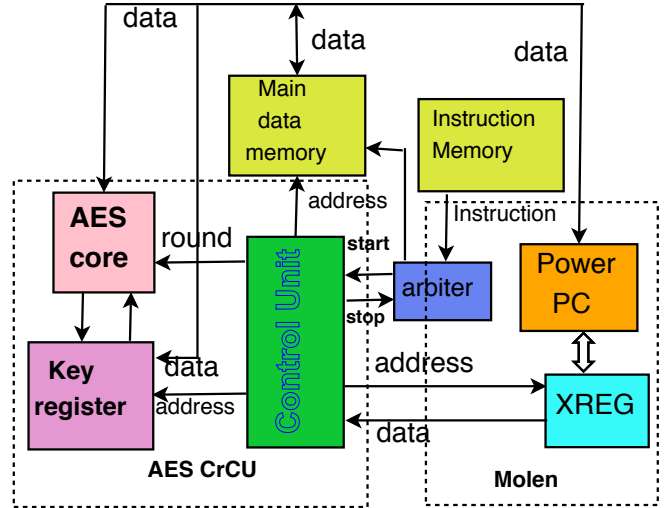 data
data
data
Main
data
memory
Instruction
Memory
address
Instruction
AES
core
round
start
Power
PC
arbiter
stop
Control Unit
Key
register
data
address
address
XREG
data
AES CrCU
Molen